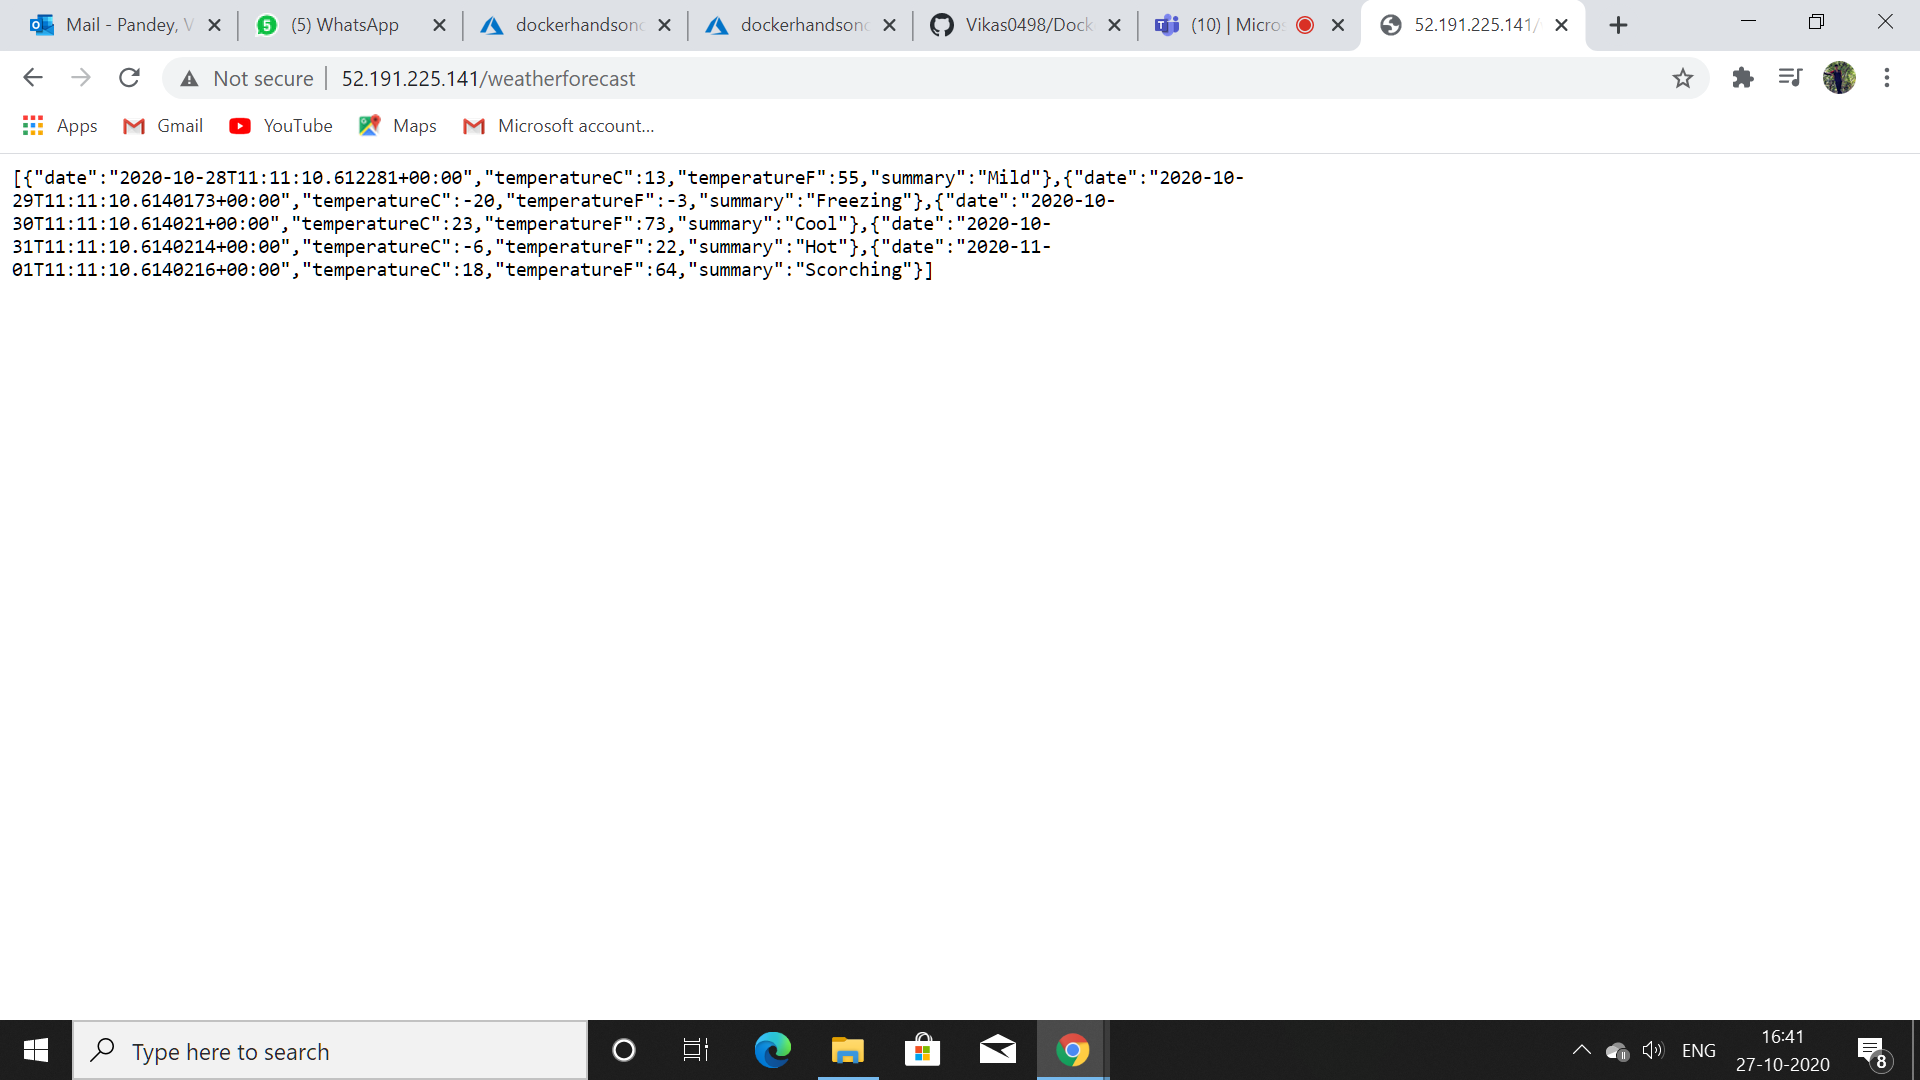 Mail - Pandey, V
(5) WhatsApp
dockerhandson
dockerhandson
Vikas0498/Dock
(10) | Micros
52.191.225.141/
Not secure | 52.191.225.141/weatherforecast
Apps Gmail YouTube Maps Microsoft account...
[{"date":"2020-10-28T11:11:10.612281+00:00","temperatureC":13,"temperatureF":55,"summary":"Mild"},{"date":"2020-10-
29T11:11:10.6140173+00:00","temperatureC":-20,"temperatureF":-3,"summary":"Freezing"},{"date":"2020-10-
30T11:11:10.614021+00:00","temperatureC":23,"temperatureF":73,"summary":"Cool"},{"date":"2020-10-
31T11:11:10.6140214+00:00","temperatureC":-6,"temperatureF":22,"summary":"Hot"},{"date":"2020-11-
01T11:11:10.6140216+00:00","temperatureC":18,"temperatureF":64,"summary":"Scorching"}]
Type here to search
ENG
16:41
27-10-2020
8